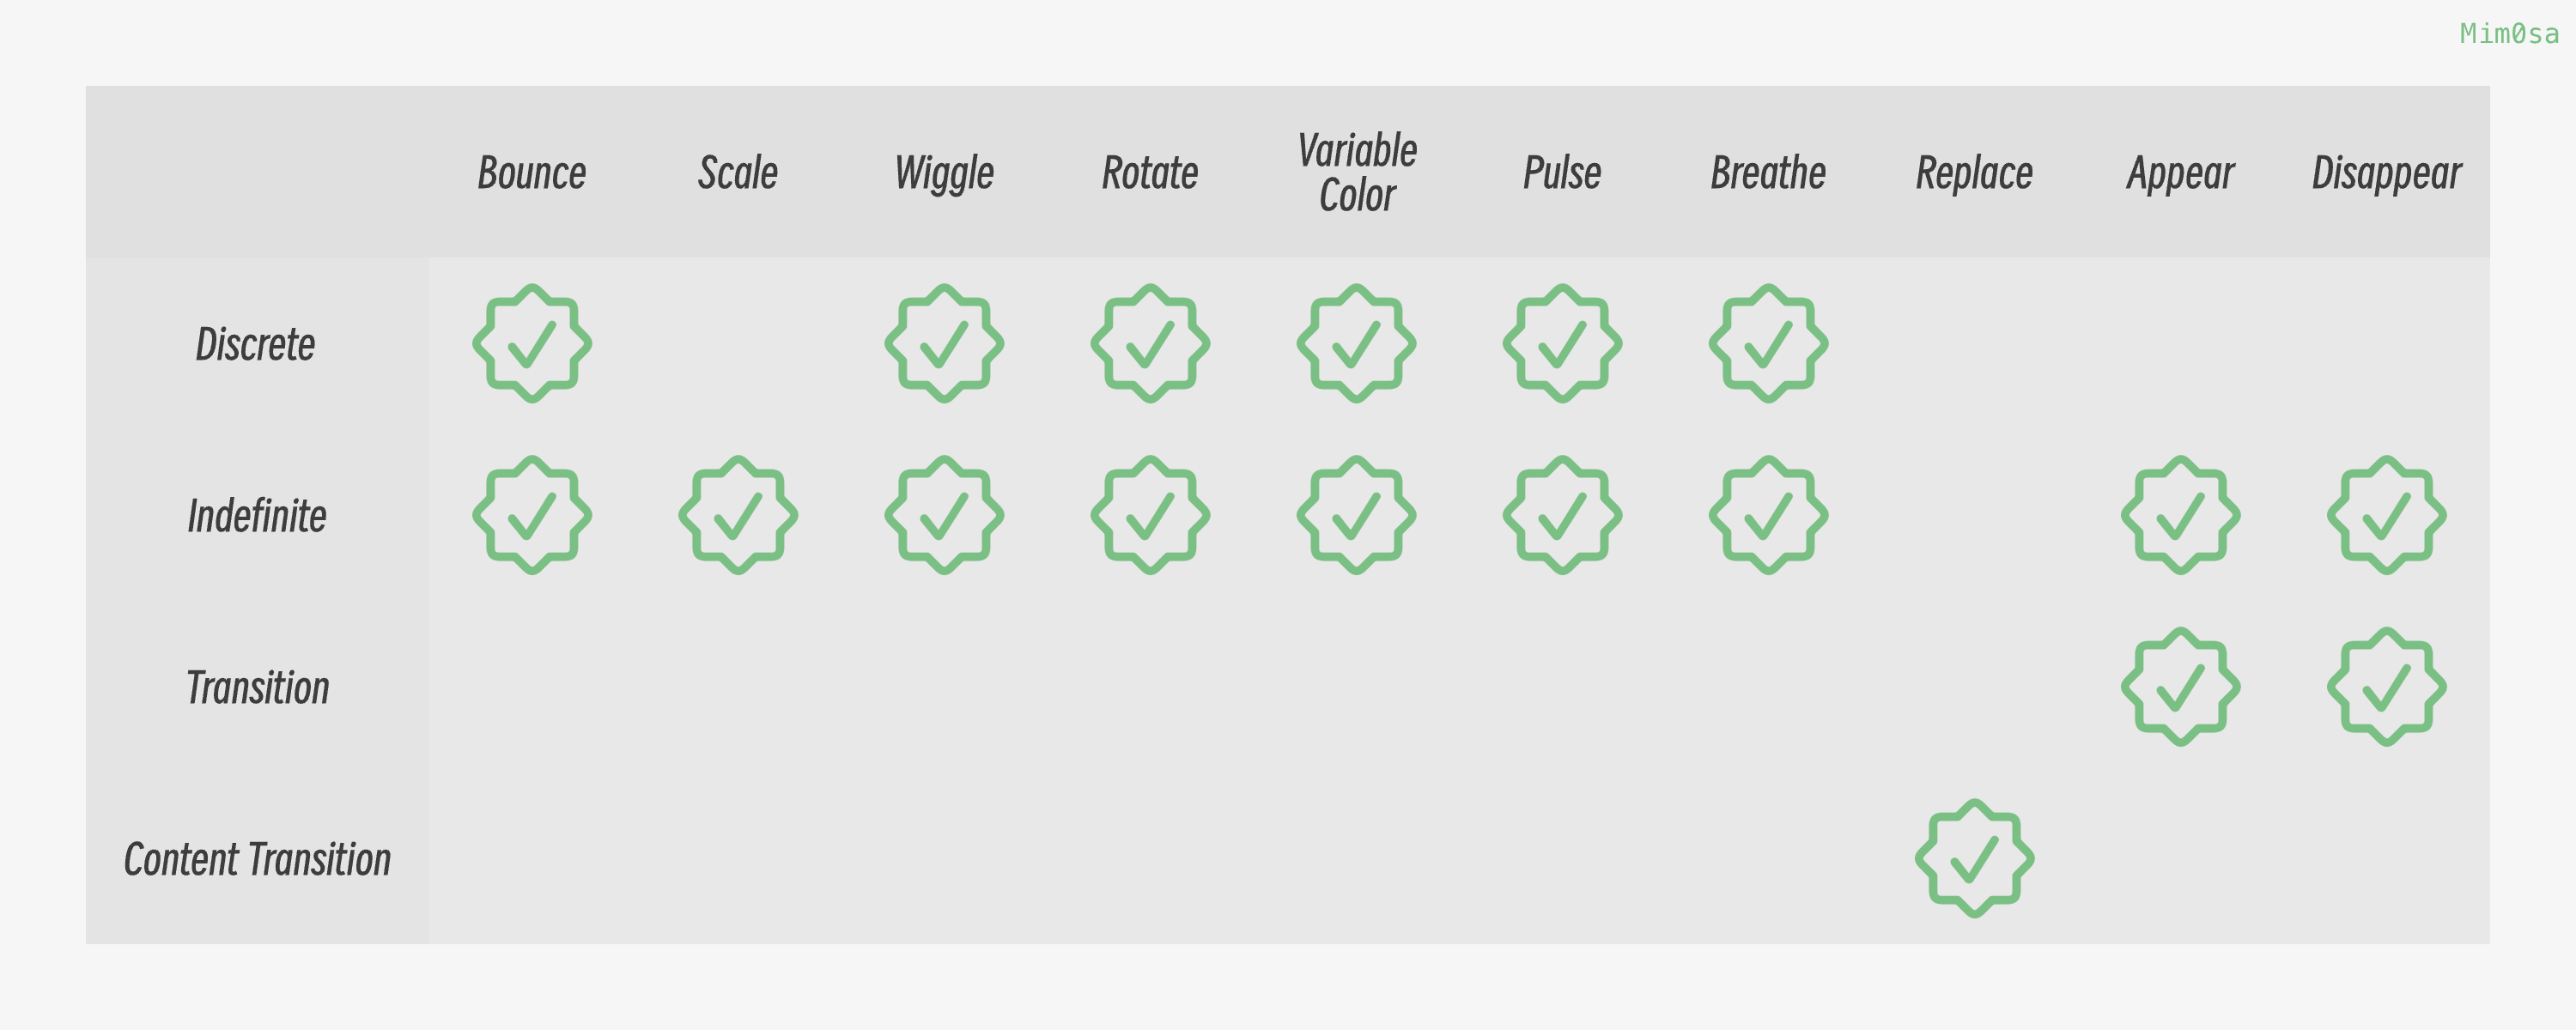 Mim0sa
Bounce
Scale
Wiggle
Rotate
Variable
Color
Pulse
Breathe
Replace
Appear
Disappear
Discrete
Indefinite
Transition
Content Transition